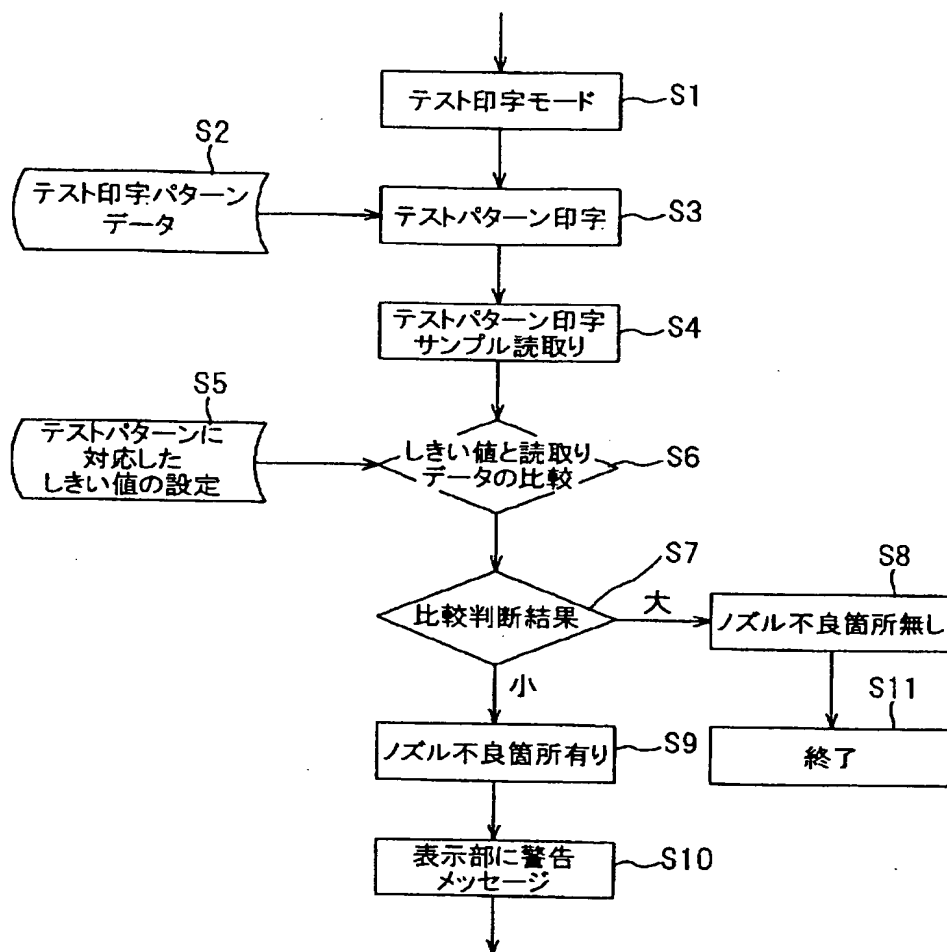 テスト印字モード
S1
S2
テスト印字パターン
データ
テストパターン印字
S3
テストパターン印字
サンプル読取り
S4
S5
テストパターンに
対応した
しきい値の設定
しきい値と読取り
データの比較
S6
S7
比較判断結果
大
S8
ノズル不良箇所無し
小
S11
終了
ノズル不良箇所有り
S9
表示部に警告
メッセージ
S10